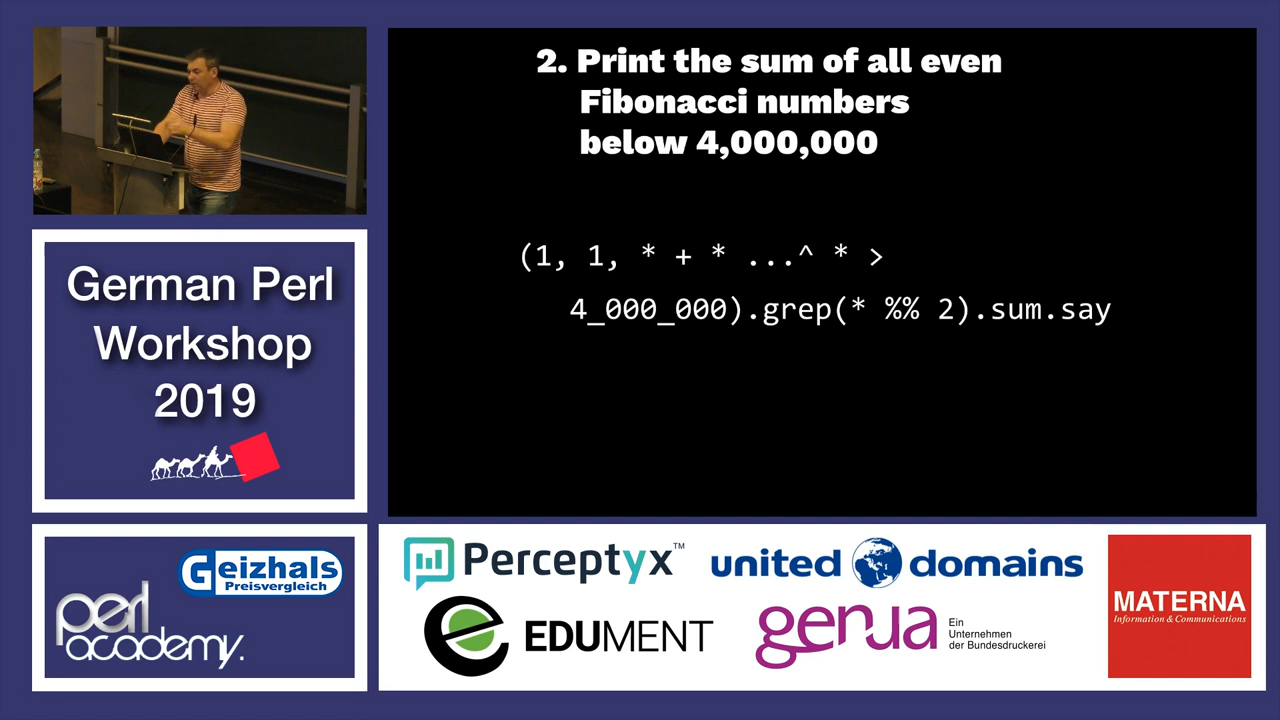 2. Print the sum of all even
Fibonacci numbers
below 4,000,000
(1, 1, * + * ...^ * >
4_000_000).grep(* %% 2).sum.say
German Perl
Workshop
2019
Geizhals
Preisvergleich
perl
academy.
Perceptyx™
united domains
EDUMENT
genua
Ein
Unternehmen
der Bundesdruckerei
MATERNA
Information & Communications